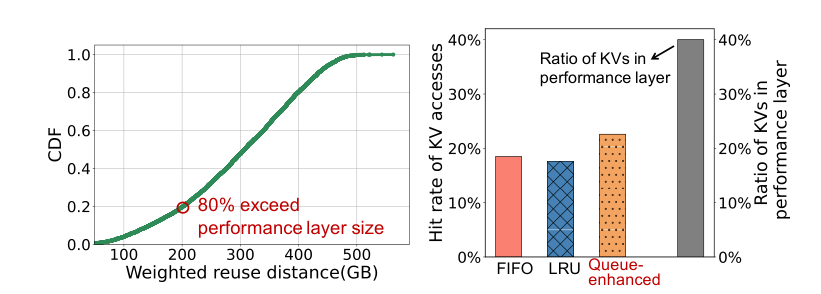 1.0
0.8
0.6
0.4
0.2
0.0
CDF
80% exceed
performance layer size
100 200 300 400 500
Weighted reuse distance(GB)
Hit rate of KV accesses
40%
30%
20%
10%
0%
Ratio of KVs in
performance layer
FIFO LRU Queue-
enhanced
40%
30%
20%
10%
0%
Ratio of KVs in
performance layer